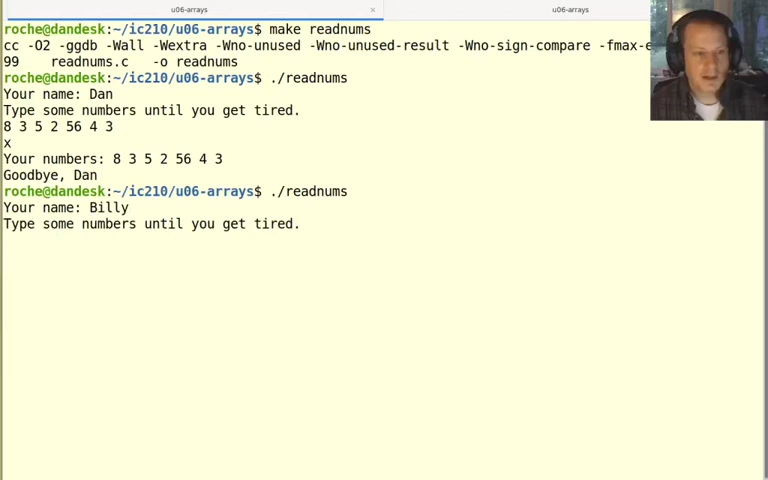 u06-arrays × u06-arrays
roche@dandesk:~/ic210/u06-arrays$ make readnums
cc -O2 -ggdb -Wall -Wextra -Wno-unused -Wno-unused-result -Wno-sign-compare -fmax-e
99    readnums.c   -o readnums
roche@dandesk:~/ic210/u06-arrays$ ./readnums
Your name: Dan
Type some numbers until you get tired.
8 3 5 2 56 4 3
x
Your numbers: 8 3 5 2 56 4 3
Goodbye, Dan
roche@dandesk:~/ic210/u06-arrays$ ./readnums
Your name: Billy
Type some numbers until you get tired.